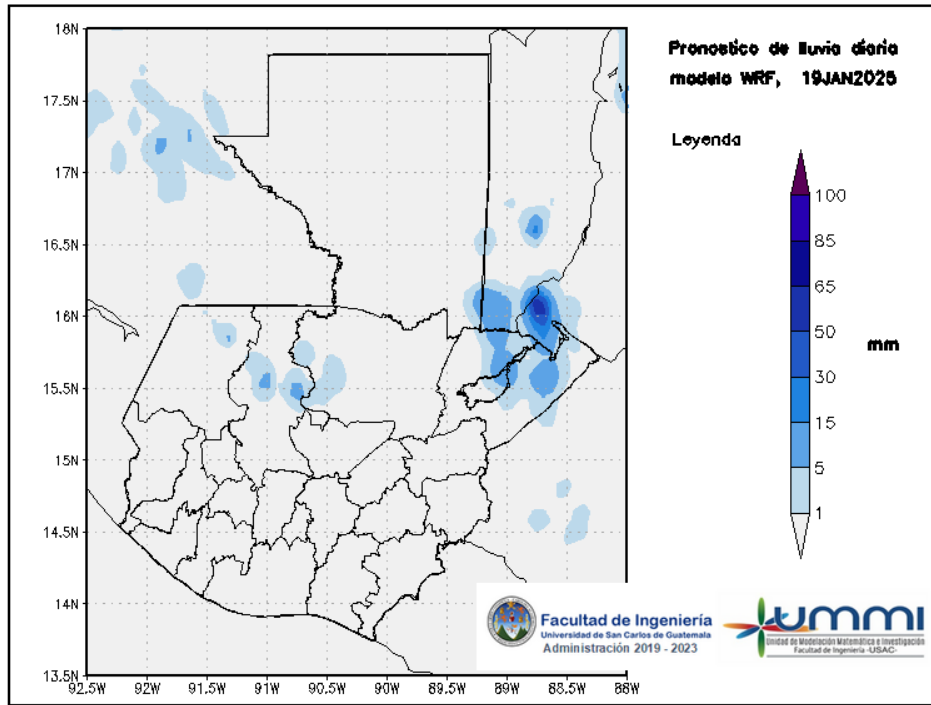 18N
17.5N
17N
16.5N
16N
15.5N
15N
14.5N
14N
13.5N
92.5W
92W
91.5W
91W
90.5W
90W
89.5W
89W
88.5W
88W
Pronostico de lluvia diaria
modelo WRF, 19JAN2025
Leyenda
100
85
65
50
30
15
5
1
mm
Facultad de Ingeniería
Universidad de San Carlos de Guatemala
Administración 2019 - 2023
UMMI
Unidad de Modelación Matemática e Investigación
Facultad de Ingeniería -USAC-